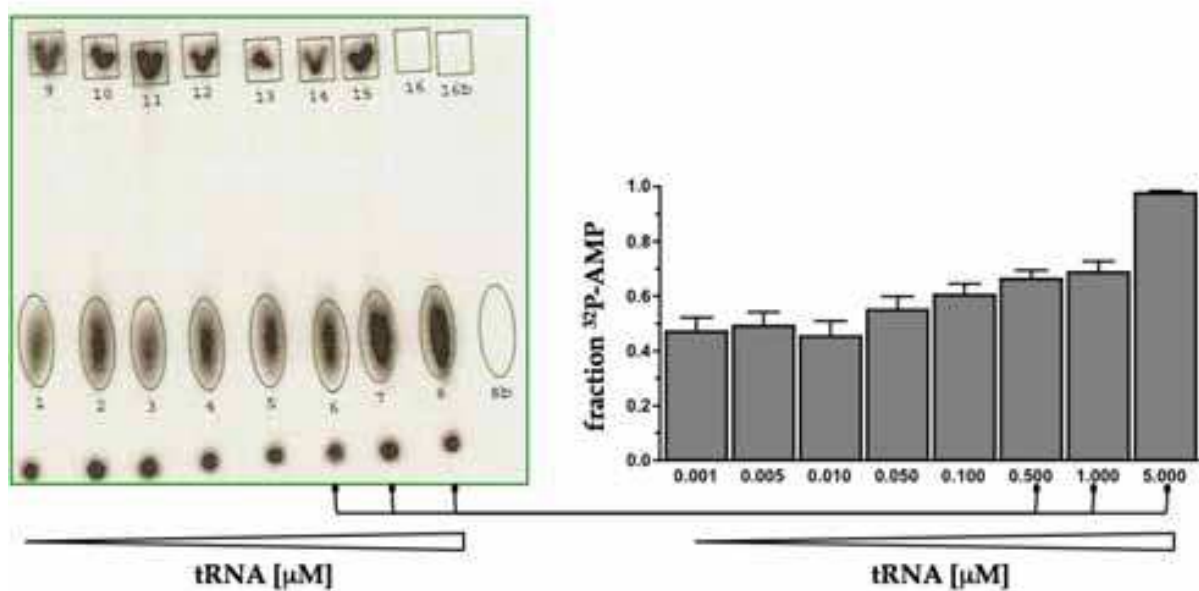 9 10 11 12 13 14 15 16 16b
1 2 3 4 5 6 7 8 8b
tRNA [µM]
fraction ³²P-AMP
1.0
0.8
0.6
0.4
0.2
0.0
0.001 0.005 0.010 0.050 0.100 0.500 1.000 5.000
tRNA [µM]